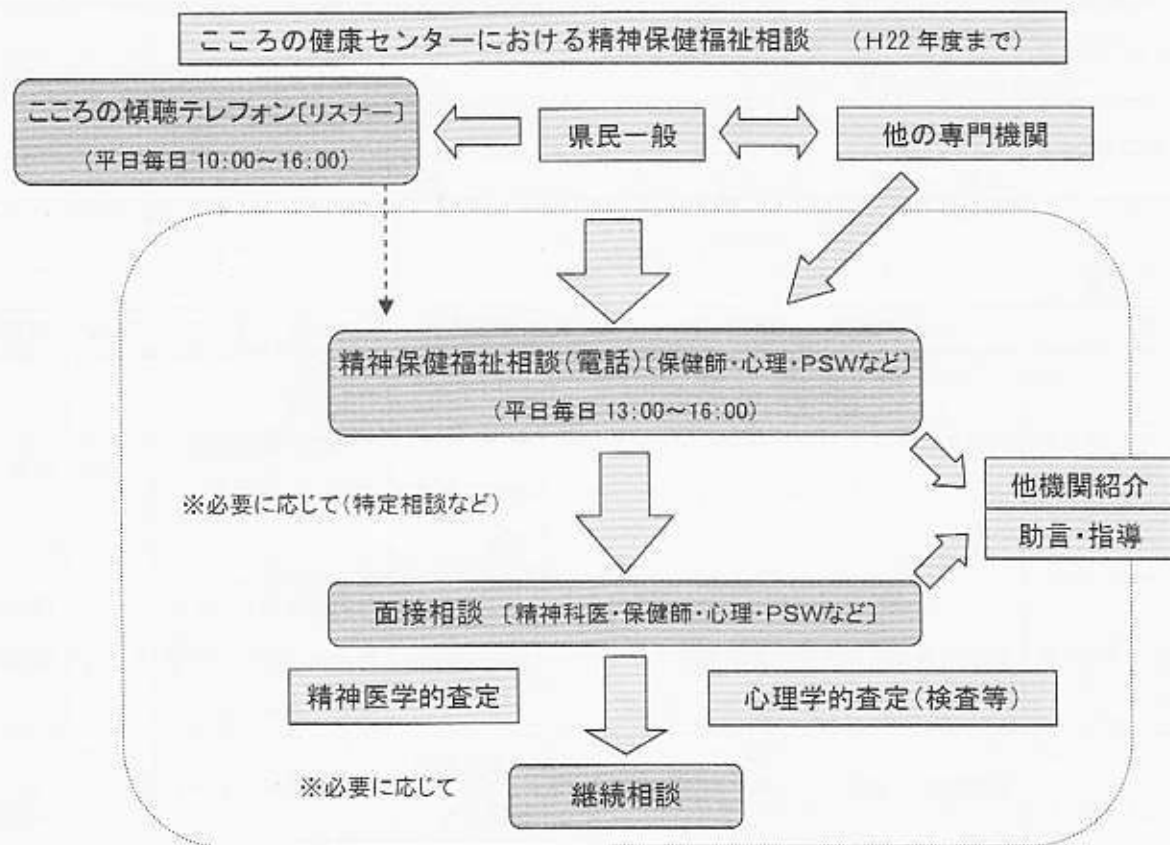 こころの健康センターにおける精神保健福祉相談 (H22年度まで)
こころの傾聴テレフォン〔リスナー〕
(平日毎日 10:00～16:00)
県民一般
他の専門機関
精神保健福祉相談(電話)〔保健師・心理・PSWなど〕
(平日毎日 13:00～16:00)
※必要に応じて(特定相談など)
他機関紹介
助言・指導
面接相談 〔精神科医・保健師・心理・PSWなど〕
精神医学的査定
心理学的査定(検査等)
※必要に応じて
継続相談